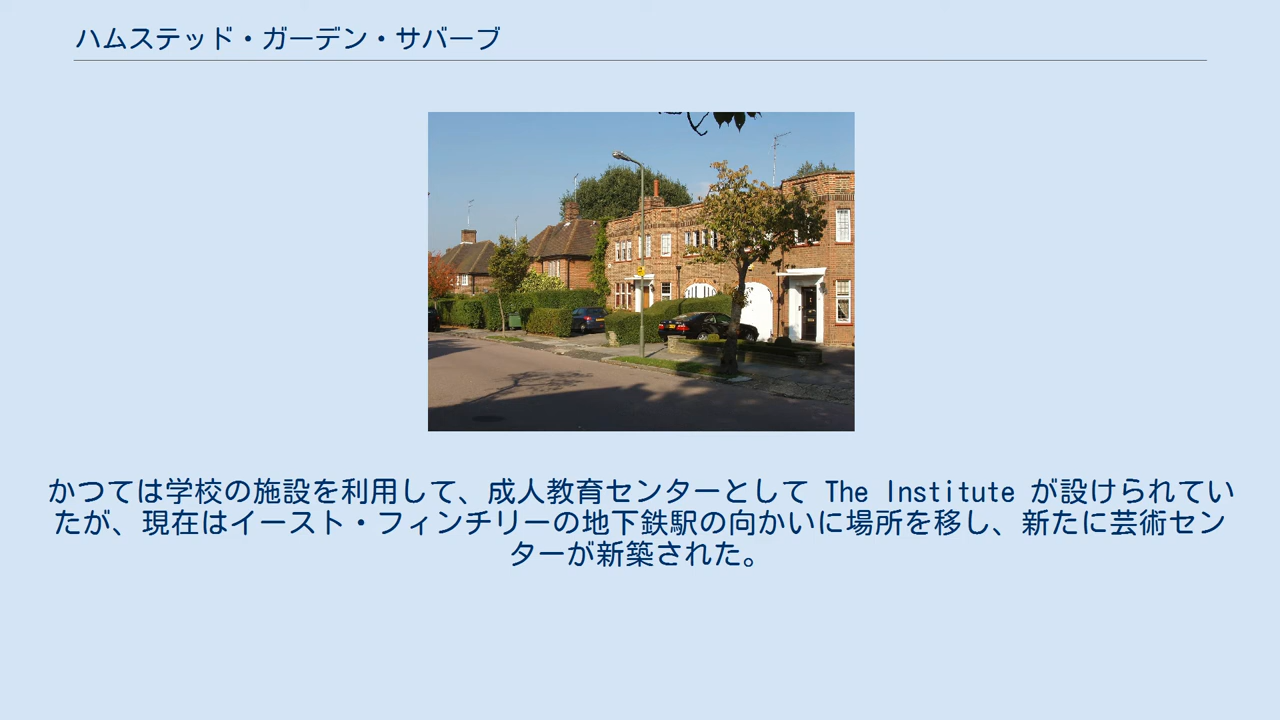 ハムステッド・ガーデン・サバーブ
かつては学校の施設を利用して、成人教育センターとして The Institute が設けられてい
たが、現在はイースト・フィンチリーの地下鉄駅の向かいに場所を移し、新たに芸術セン
ターが新築された。